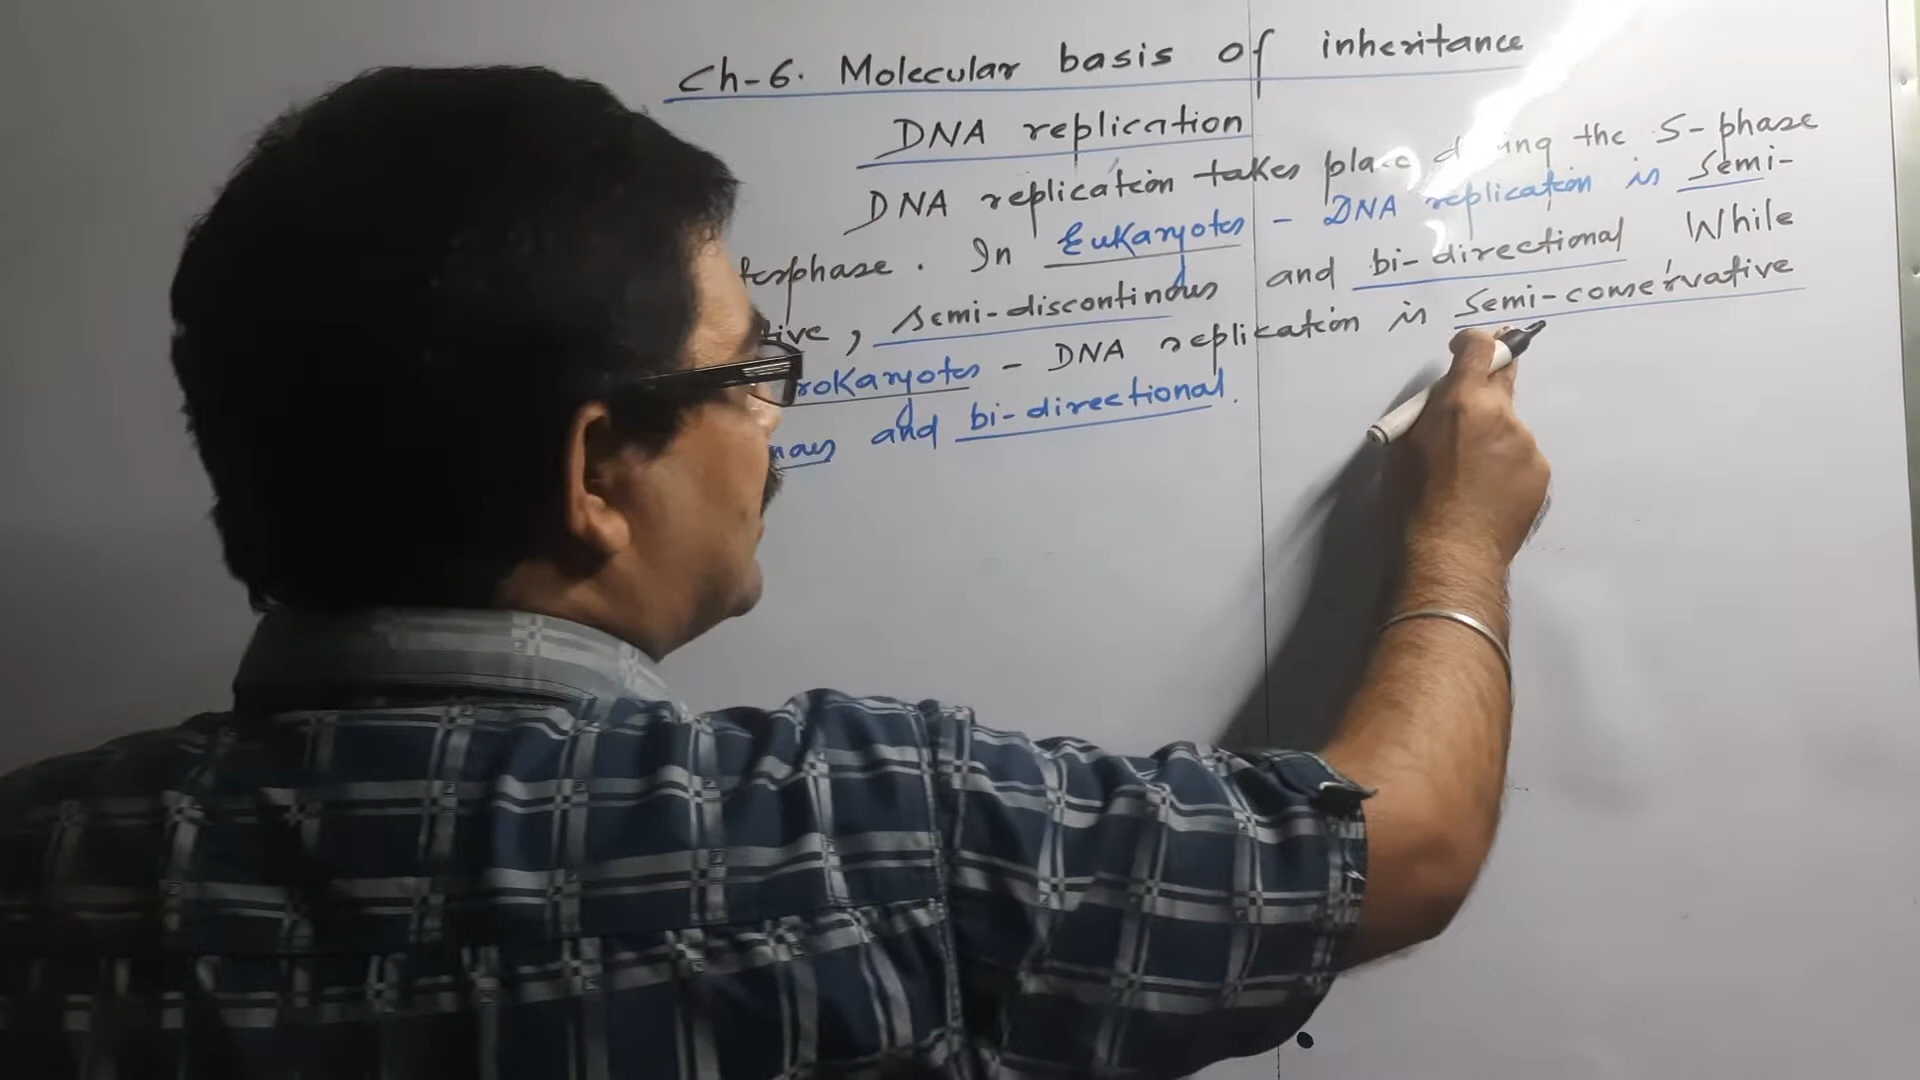 Ch-6. Molecular basis of inheritance
DNA replication
DNA replication takes place during the S-phase
terphase. In Eukaryotes - DNA replication is Semi-
tive, semi-discontinous and bi-directional While
rokaryotes - DNA replication is Semi-conservative
nous and bi-directional.